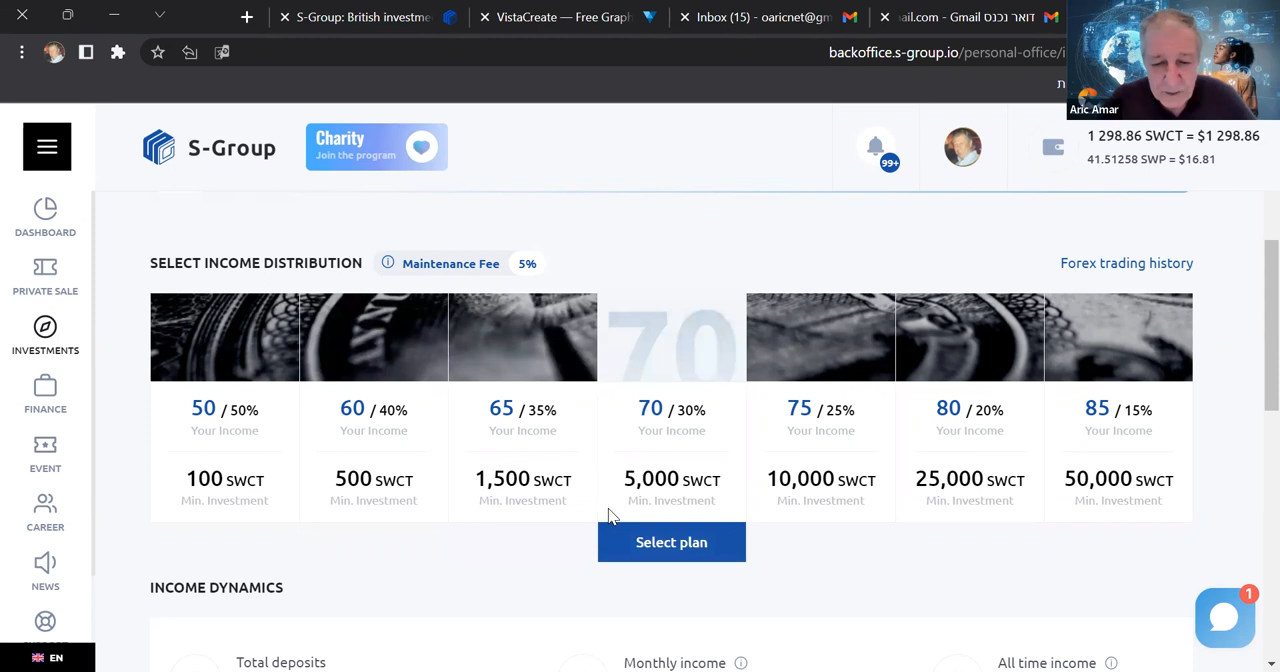 S-Group: British investme
VistaCreate — Free Graph
Inbox (15) - oaricnet@gm
ail.com - Gmail דואר נכנס
backoffice.s-group.io/personal-office/i
ת
Aric Amar
S-Group
Charity
Join the program
99+
1 298.86 SWCT = $1 298.86
41.51258 SWP = $16.81
DASHBOARD
PRIVATE SALE
INVESTMENTS
FINANCE
EVENT
CAREER
NEWS
EN
SELECT INCOME DISTRIBUTION
Maintenance Fee 5%
Forex trading history
70
50 / 50% 60 / 40% 65 / 35% 70 / 30% 75 / 25% 80 / 20% 85 / 15%
Your Income Your Income Your Income Your Income Your Income Your Income Your Income
100 SWCT 500 SWCT 1,500 SWCT 5,000 SWCT 10,000 SWCT 25,000 SWCT 50,000 SWCT
Min. Investment Min. Investment Min. Investment Min. Investment Min. Investment Min. Investment Min. Investment
Select plan
INCOME DYNAMICS
Total deposits
Monthly income
All time income
1